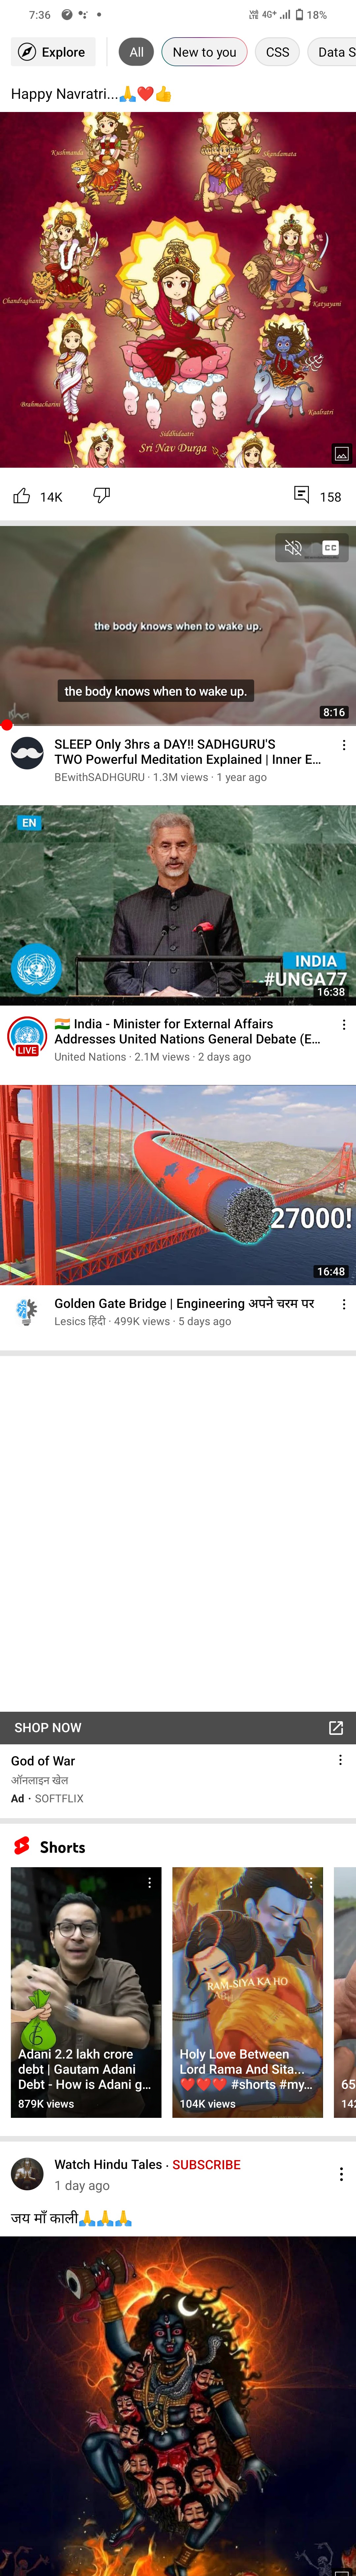 7:36
4G+
18%
Explore
All
New to you
CSS
Data S
Happy Navratri...🙏❤️👍
Kushmanda
Skandamata
Chandraghanta
Katyayani
Brahmacharini
Kaalratri
Siddhidaatri
Sri Nav Durga
14K
158
CC
the body knows when to wake up.
the body knows when to wake up.
8:16
SLEEP Only 3hrs a DAY!! SADHGURU'S
TWO Powerful Meditation Explained | Inner E...
BEwithSADHGURU · 1.3M views · 1 year ago
EN
INDIA
#UNGA77
16:38
🇮🇳 India - Minister for External Affairs
Addresses United Nations General Debate (E...
LIVE
United Nations · 2.1M views · 2 days ago
27000!
16:48
Golden Gate Bridge | Engineering अपने चरम पर
Lesics हिंदी · 499K views · 5 days ago
SHOP NOW
God of War
ऑनलाइन खेल
Ad · SOFTFLIX
Shorts
Adani 2.2 lakh crore
debt | Gautam Adani
Debt - How is Adani g...
879K views
RAM-SIYA KA HO
Holy Love Between
Lord Rama And Sita...
❤️❤️❤️ #shorts #my...
104K views
65
142
Watch Hindu Tales · SUBSCRIBE
1 day ago
जय माँ काली🙏🙏🙏